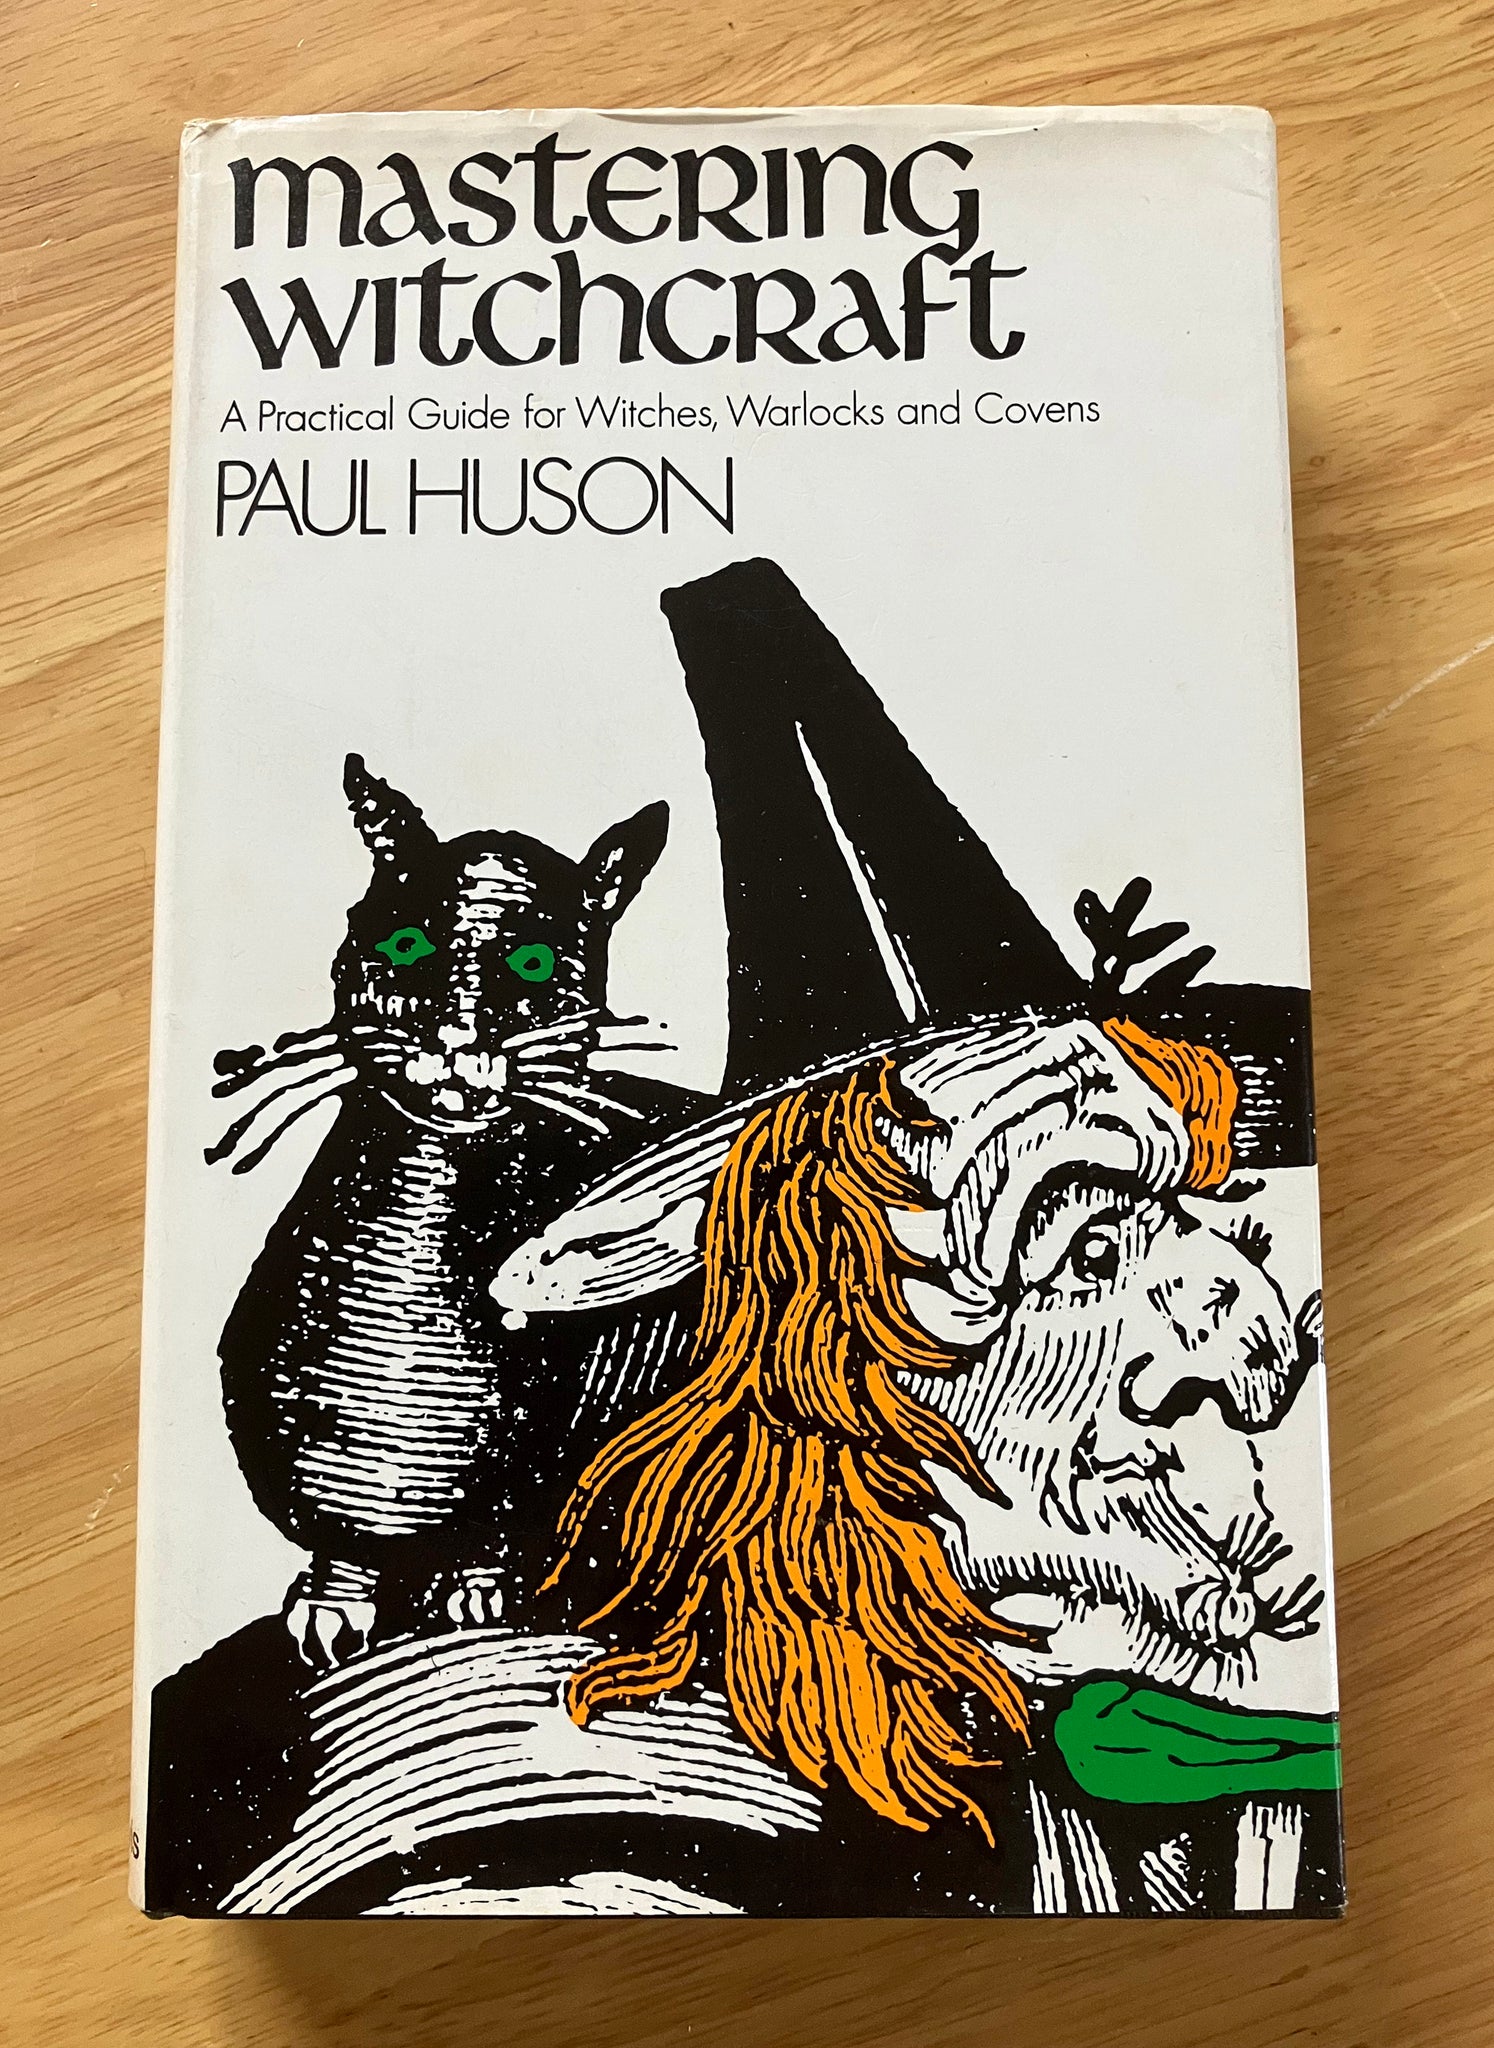 mastering
witchcraft
A Practical Guide for Witches, Warlocks and Covens
PAUL HUSON